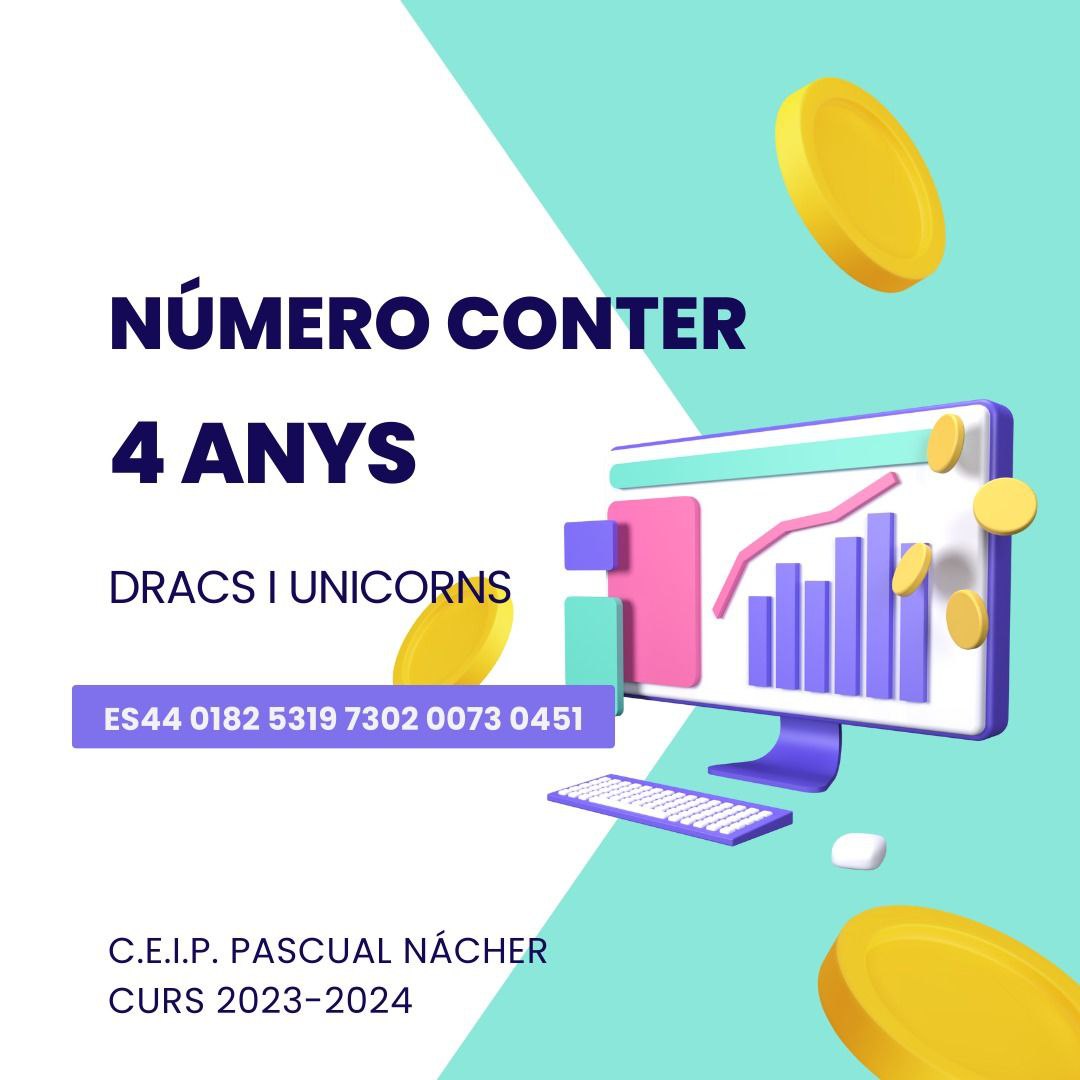 NÚMERO CONTER
4 ANYS
DRACS I UNICORNS
ES44 0182 5319 7302 0073 0451
C.E.I.P. PASCUAL NÁCHER
CURS 2023-2024